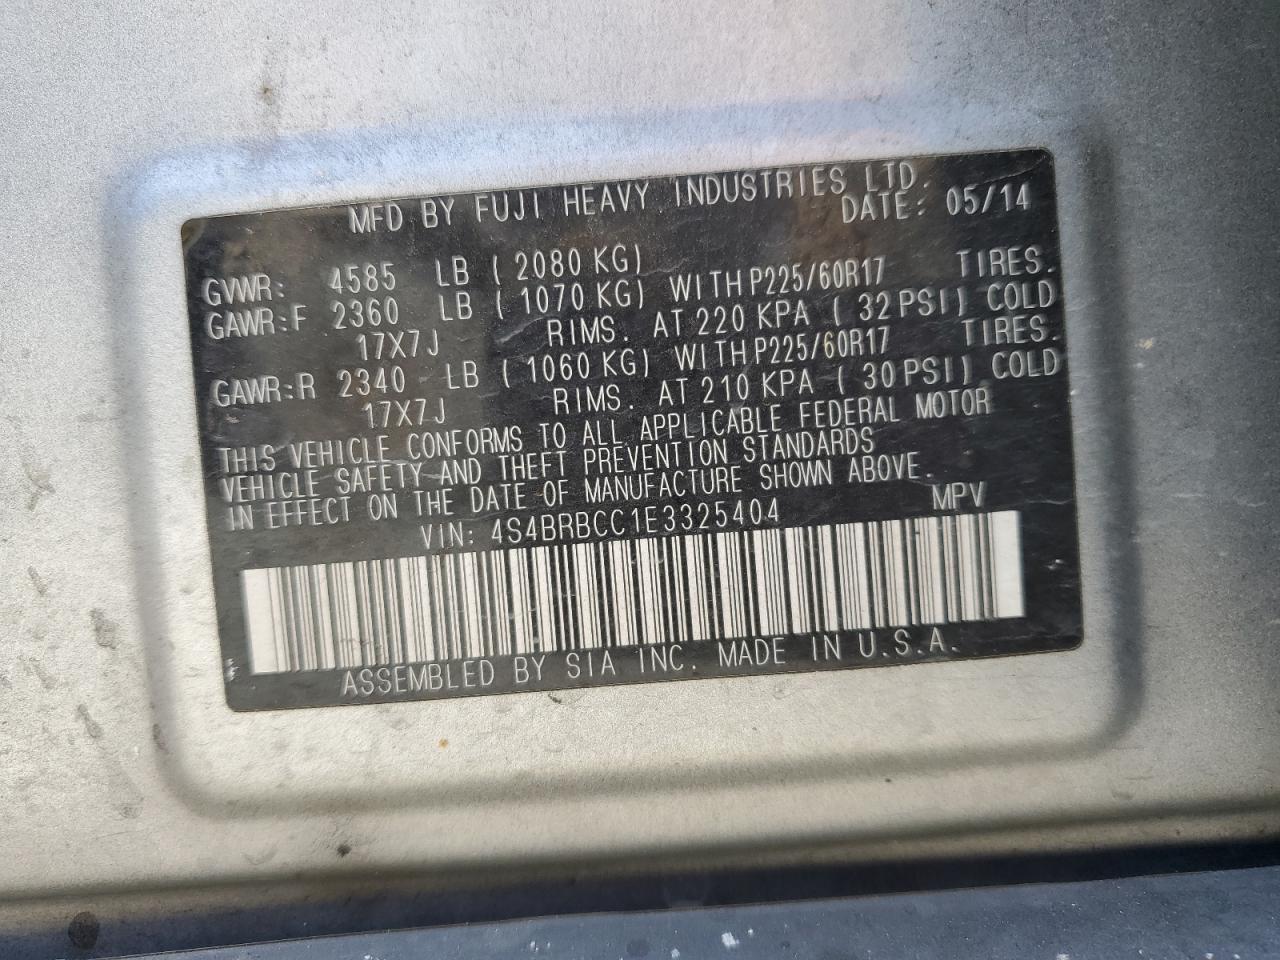 MFD BY FUJI HEAVY INDUSTRIES LTD.
DATE: 05/14
GVWR: 4585 LB ( 2080 KG)
GAWR:F 2360 LB ( 1070 KG) WITH P225/60R17 TIRES.
17X7J RIMS. AT 220 KPA ( 32 PSI) COLD
GAWR:R 2340 LB ( 1060 KG) WITH P225/60R17 TIRES.
17X7J RIMS. AT 210 KPA ( 30 PSI) COLD
THIS VEHICLE CONFORMS TO ALL APPLICABLE FEDERAL MOTOR
VEHICLE SAFETY AND THEFT PREVENTION STANDARDS
IN EFFECT ON THE DATE OF MANUFACTURE SHOWN ABOVE.
VIN: 4S4BRBCC1E3325404 MPV
ASSEMBLED BY SIA INC. MADE IN U.S.A.